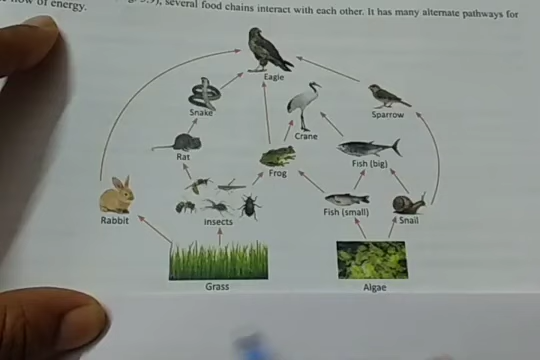 flow of energy.
several food chains interact with each other. It has many alternate pathways for
Eagle
Snake
Sparrow
Crane
Rat
Frog
Fish (big)
Rabbit
Insects
Fish (small)
Snail
Grass
Algae